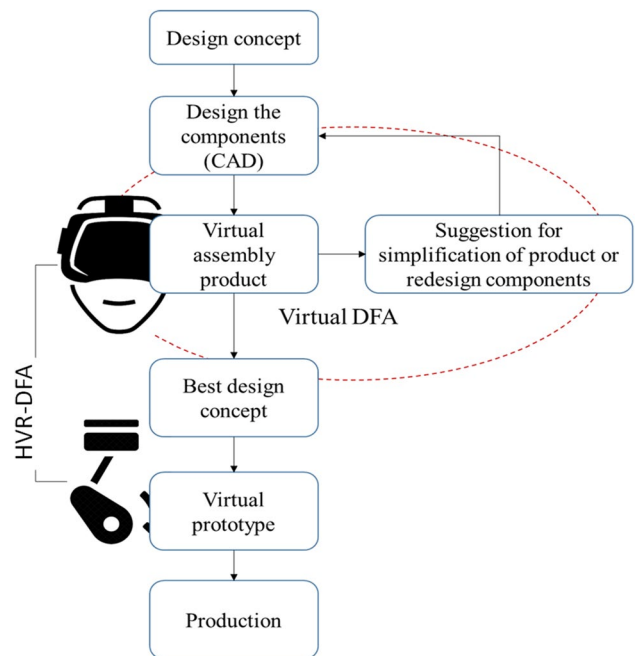 Design concept
Design the
components
(CAD)
Virtual
assembly
product
Suggestion for
simplification of product or
redesign components
Virtual DFA
HVR-DFA
Best design
concept
Virtual
prototype
Production